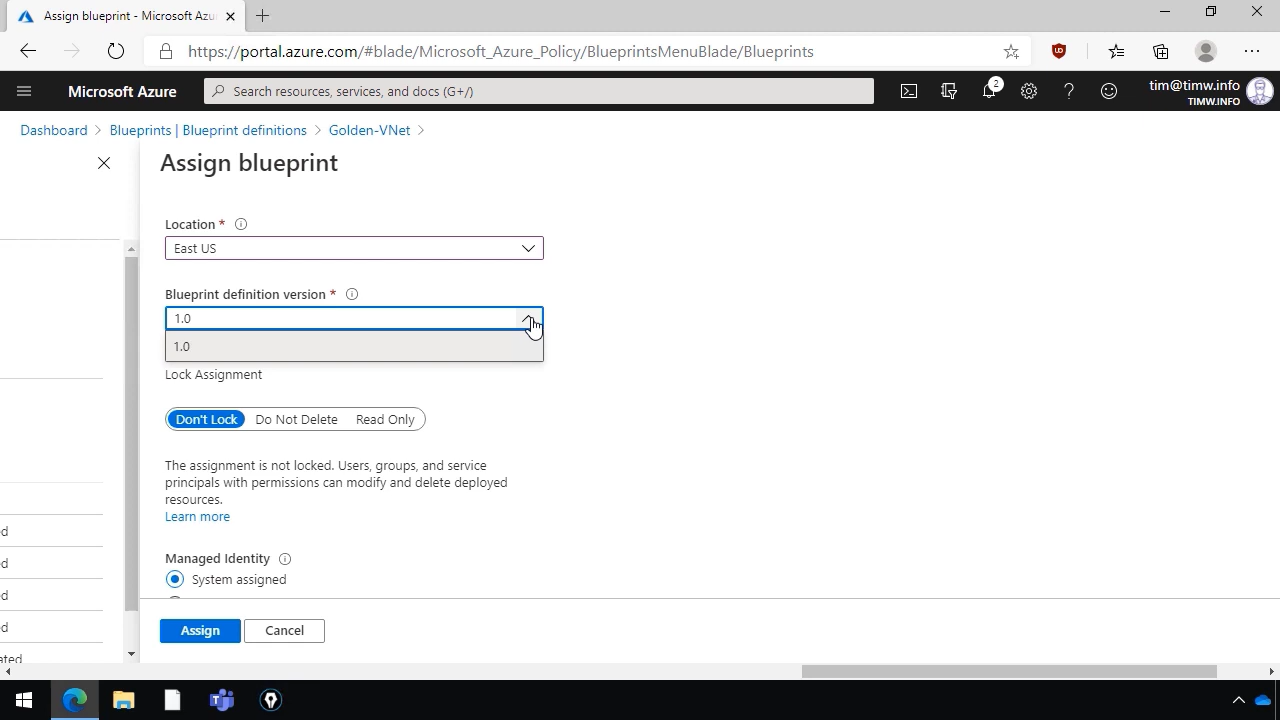 Assign blueprint - Microsoft Azu
https://portal.azure.com/#blade/Microsoft_Azure_Policy/BlueprintsMenuBlade/Blueprints
Microsoft Azure
Search resources, services, and docs (G+/)
2
tim@timw.info
TIMW.INFO
Dashboard > Blueprints | Blueprint definitions > Golden-VNet >
Assign blueprint
Location *
East US
Blueprint definition version *
1.0
1.0
Lock Assignment
Don't Lock Do Not Delete Read Only
The assignment is not locked. Users, groups, and service
principals with permissions can modify and delete deployed
resources.
Learn more
Managed Identity
System assigned
Assign Cancel